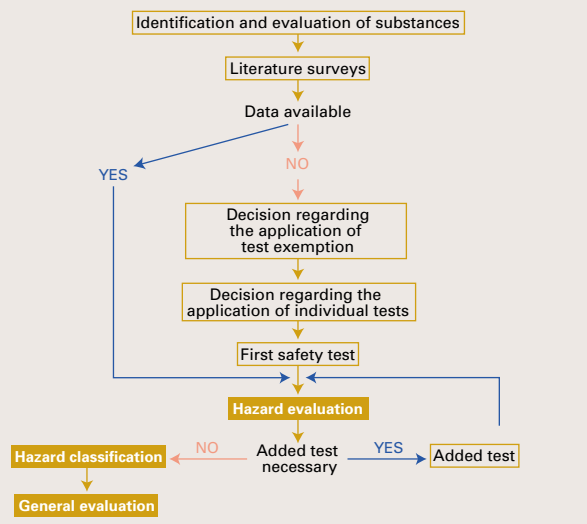 Identification and evaluation of substances
Literature surveys
Data available
YES
NO
Decision regarding
the application of
test exemption
Decision regarding the
application of individual tests
First safety test
Hazard evaluation
Hazard classification
NO
Added test
necessary
YES
Added test
General evaluation